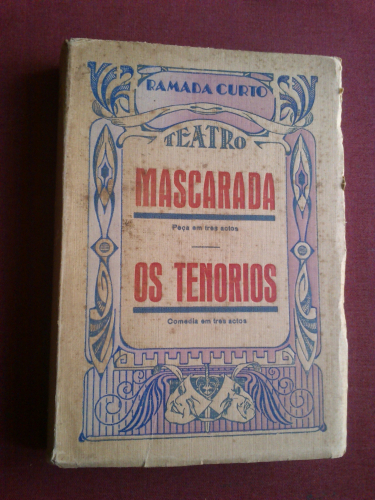 RAMADA CURTO
TEATRO
MASCARADA
Peça em tres actos
OS TENORIOS
Comedia em tres actos